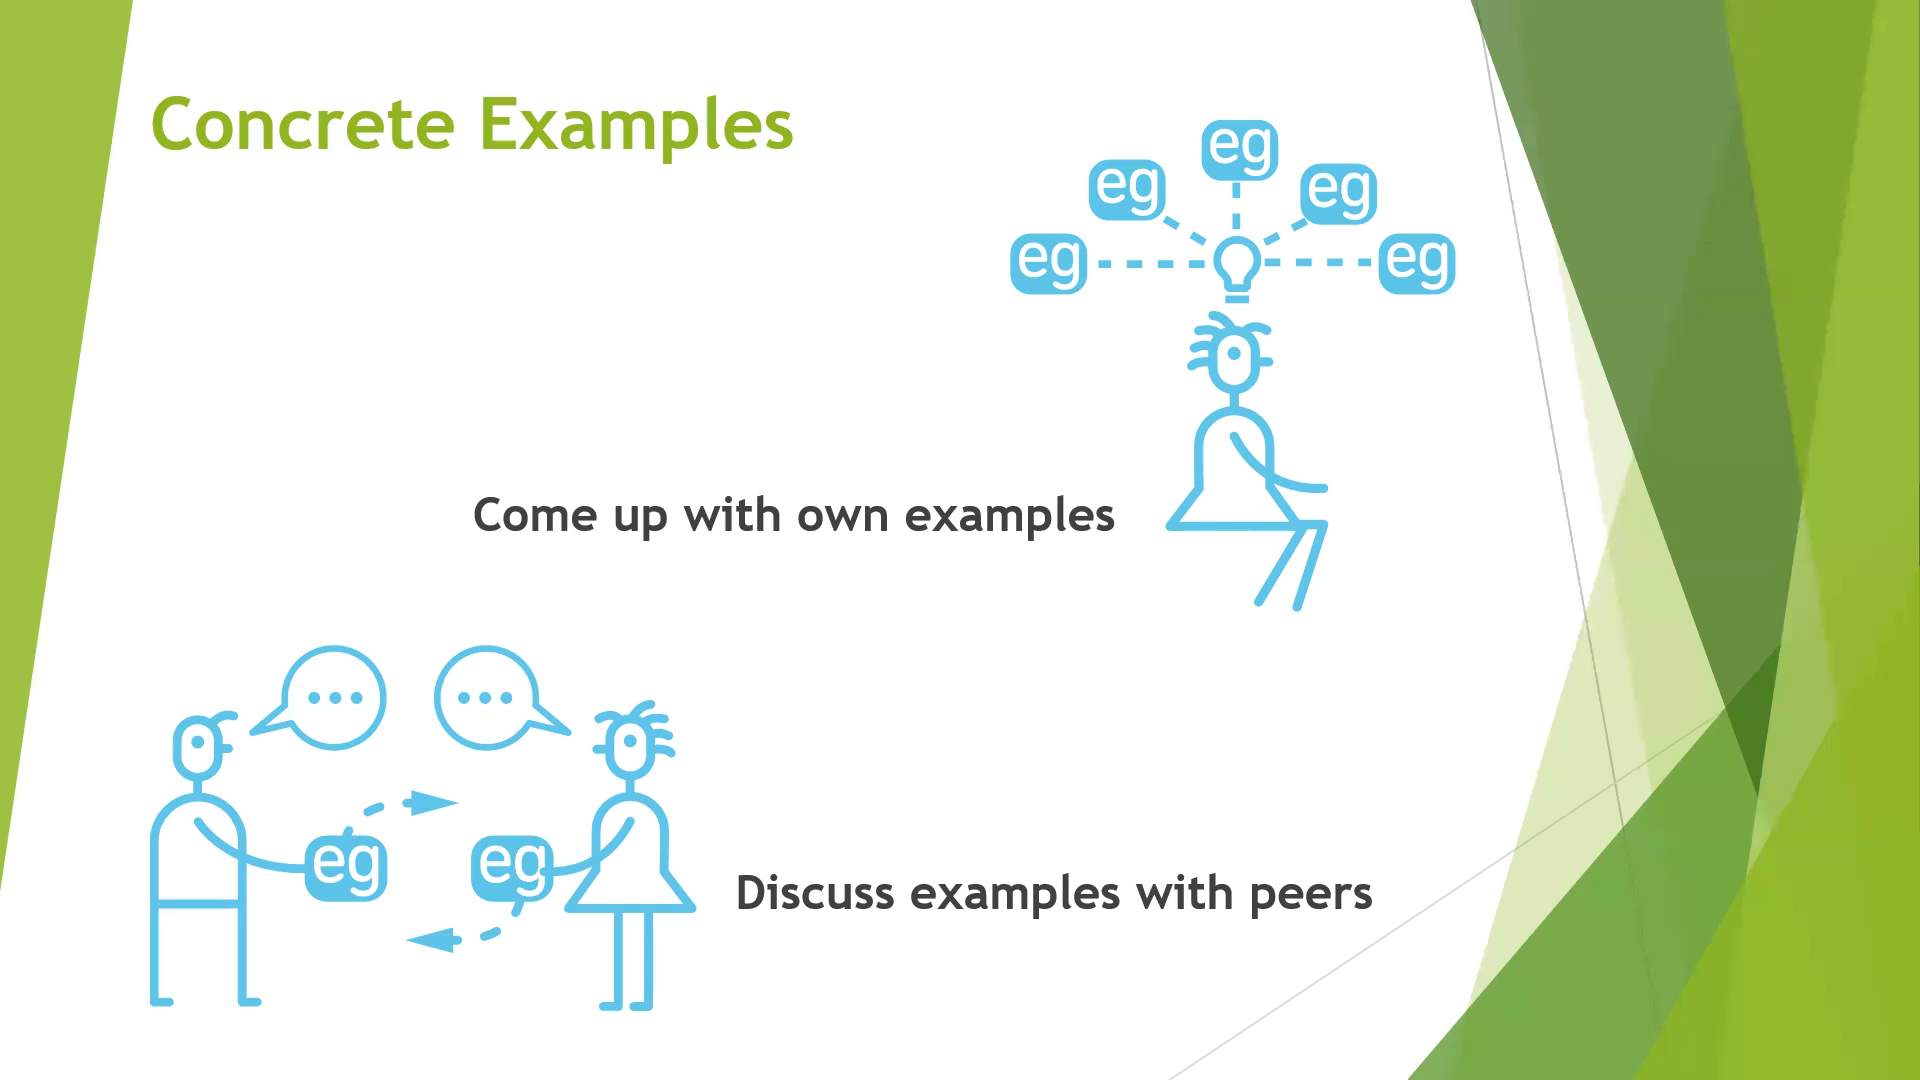 Concrete Examples
eg
eg
eg
eg
eg
Come up with own examples
eg
eg
Discuss examples with peers